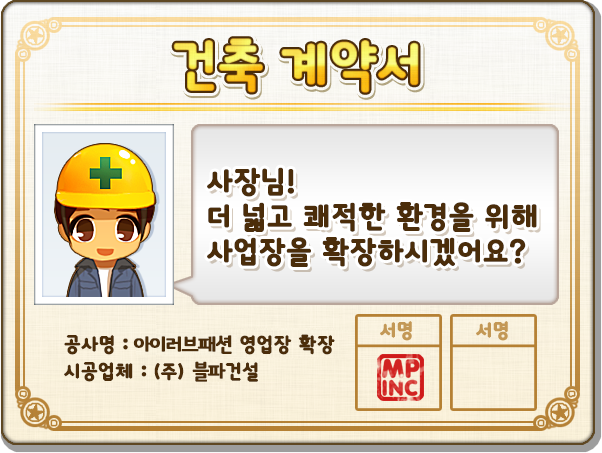 건축 계약서
사장님!
더 넓고 쾌적한 환경을 위해
사업장을 확장하시겠어요?
공사명 : 아이러브패션 영업장 확장
시공업체 : (주) 블파건설
서명
MP
INC
서명